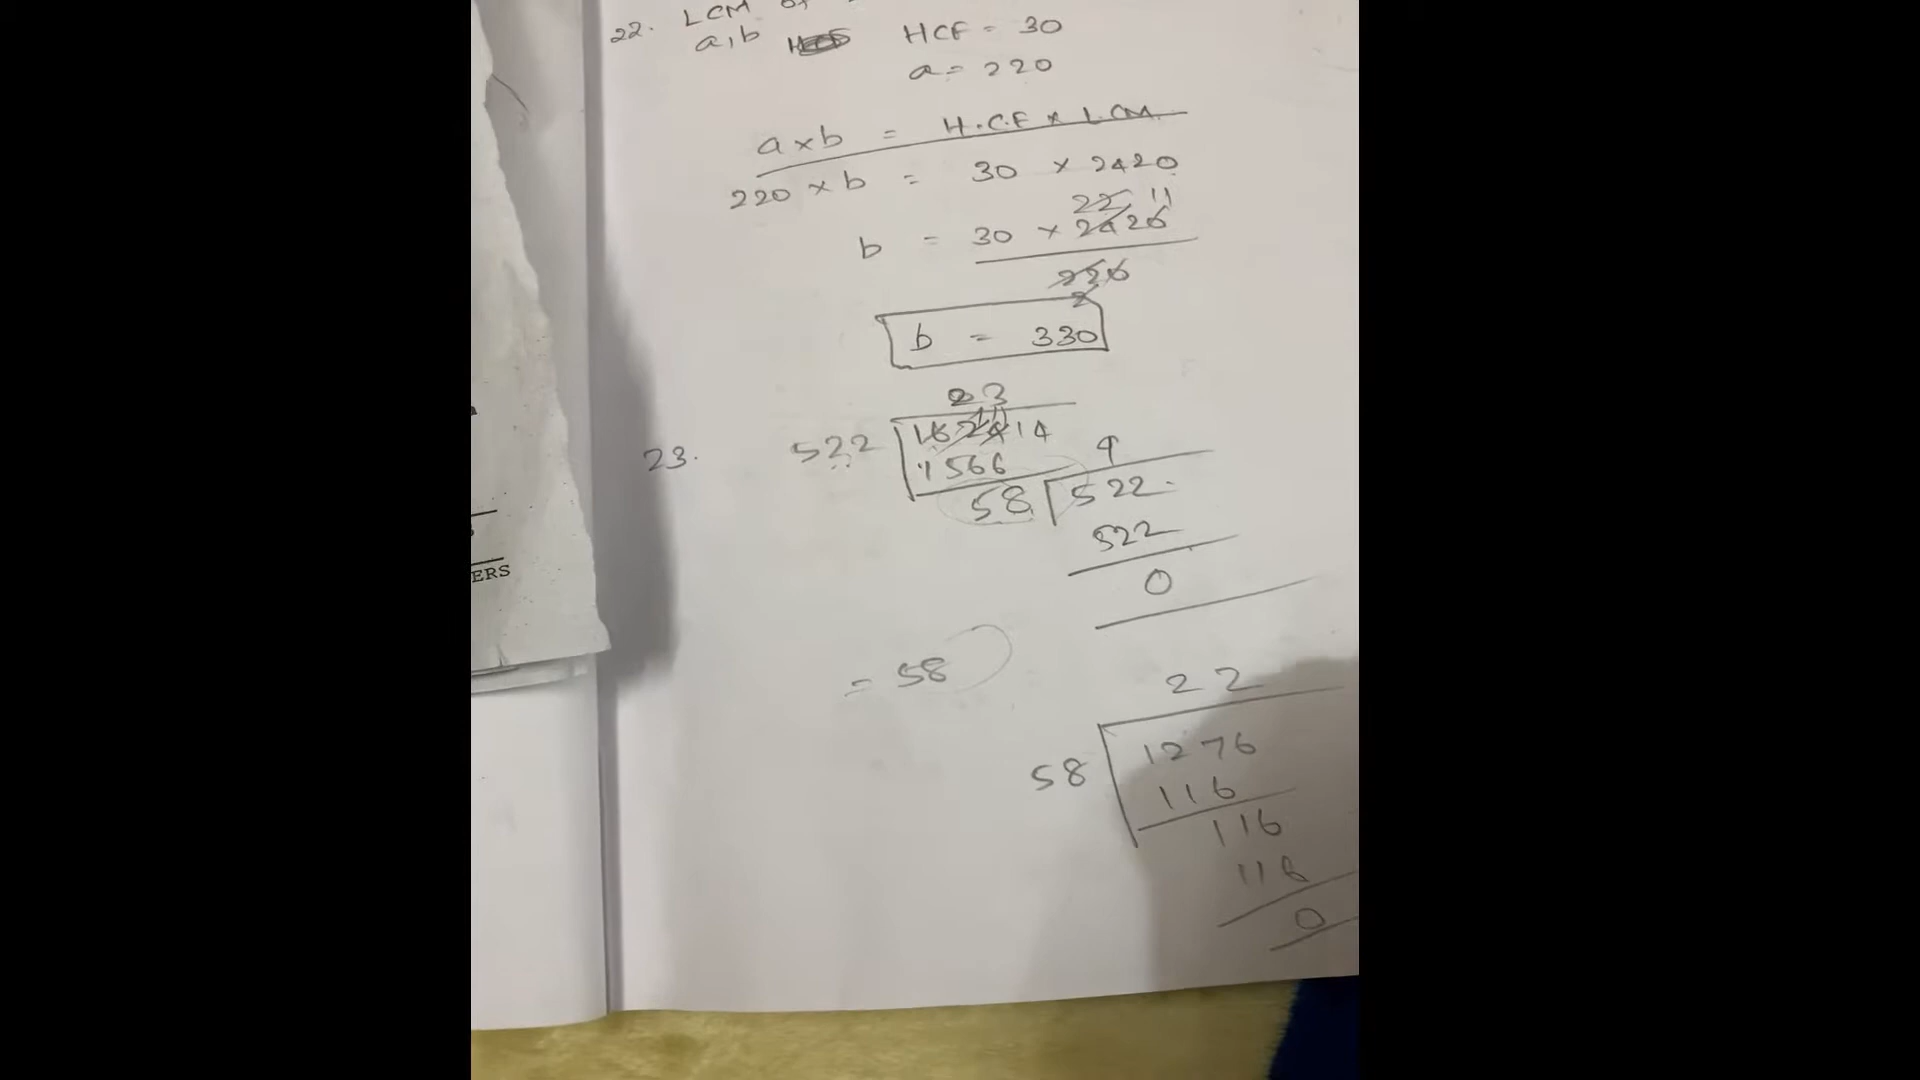 22. LCM of
a,b HCF = 30
a = 220
a x b = H.C.F x L.CM
220 x b = 30 x 2420
22 11
b = 30 x 2420
220
2
b = 330
23
23. 522 1624 14
1566 9
58 522
522
0
= 58
22
58 1276
116
116
116
0
ERS